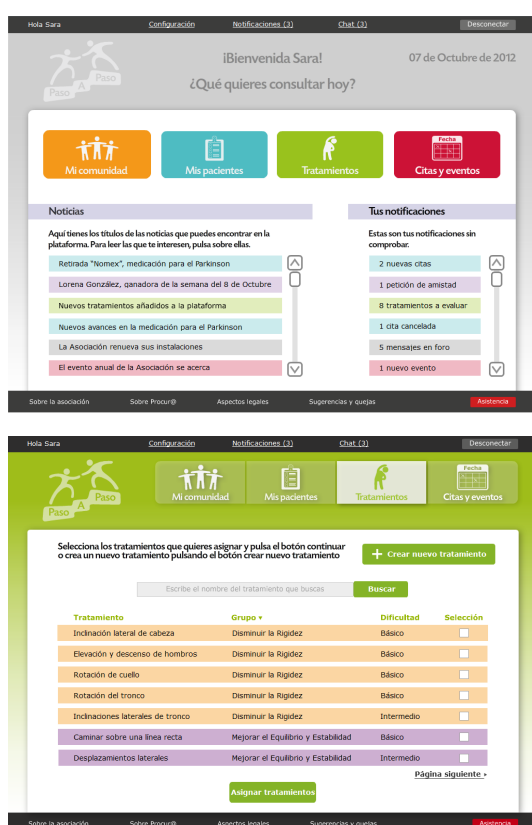 Hola Sara Configuración Notificaciones (3) Chat (3) Desconectar
¡Bienvenida Sara! 07 de Octubre de 2012
¿Qué quieres consultar hoy?
Paso A Paso
Fecha
Mi comunidad Mis pacientes Tratamientos Citas y eventos
Noticias
Aquí tienes los títulos de las noticias que puedes encontrar en la
plataforma. Para leer las que te interesen, pulsa sobre ellas.
Retirada "Nomex", medicación para el Parkinson
Lorena González, ganadora de la semana del 8 de Octubre
Nuevos tratamientos añadidos a la plataforma
Nuevos avances en la medicación para el Parkinson
La Asociación renueva sus instalaciones
El evento anual de la Asociación se acerca
Tus notificaciones
Estas son tus notificaciones sin
comprobar.
2 nuevas citas
1 petición de amistad
8 tratamientos a evaluar
1 cita cancelada
5 mensajes en foro
1 nuevo evento
Sobre la asociación Sobre Procur@ Aspectos legales Sugerencias y quejas Asistencia
Hola Sara Configuración Notificaciones (3) Chat (3) Desconectar
Paso A Paso
Fecha
Mi comunidad Mis pacientes Tratamientos Citas y eventos
Selecciona los tratamientos que quieres asignar y pulsa el botón continuar
o crea un nuevo tratamiento pulsando el botón crear nuevo tratamiento
+ Crear nuevo tratamiento
Escribe el nombre del tratamiento que buscas Buscar
Tratamiento Grupo Dificultad Selección
Inclinación lateral de cabeza Disminuir la Rigidez Básico
Elevación y descenso de hombros Disminuir la Rigidez Básico
Rotación de cuello Disminuir la Rigidez Básico
Rotación del tronco Disminuir la Rigidez Básico
Inclinaciones laterales de tronco Disminuir la Rigidez Intermedio
Caminar sobre una línea recta Mejorar el Equilibrio y Estabilidad Básico
Desplazamientos laterales Mejorar el Equilibrio y Estabilidad Intermedio
Página siguiente
Asignar tratamientos
Sobre la asociación Sobre Procur@ Aspectos legales Sugerencias y quejas Asistencia